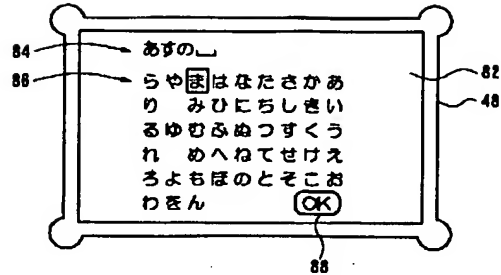 84 あすの
86 らやまはなたさかあ 82
り みひにちしきい 48
るゆむふぬつすくう
れ めへねてせけえ
ろよもほのとそこお
わをん OK
88